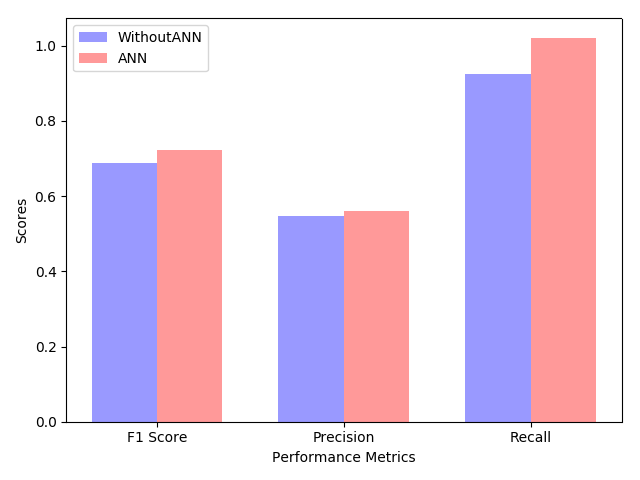 WithoutANN
ANN
1.0
0.8
0.6
0.4
0.2
0.0
Scores
F1 Score Precision Recall
Performance Metrics